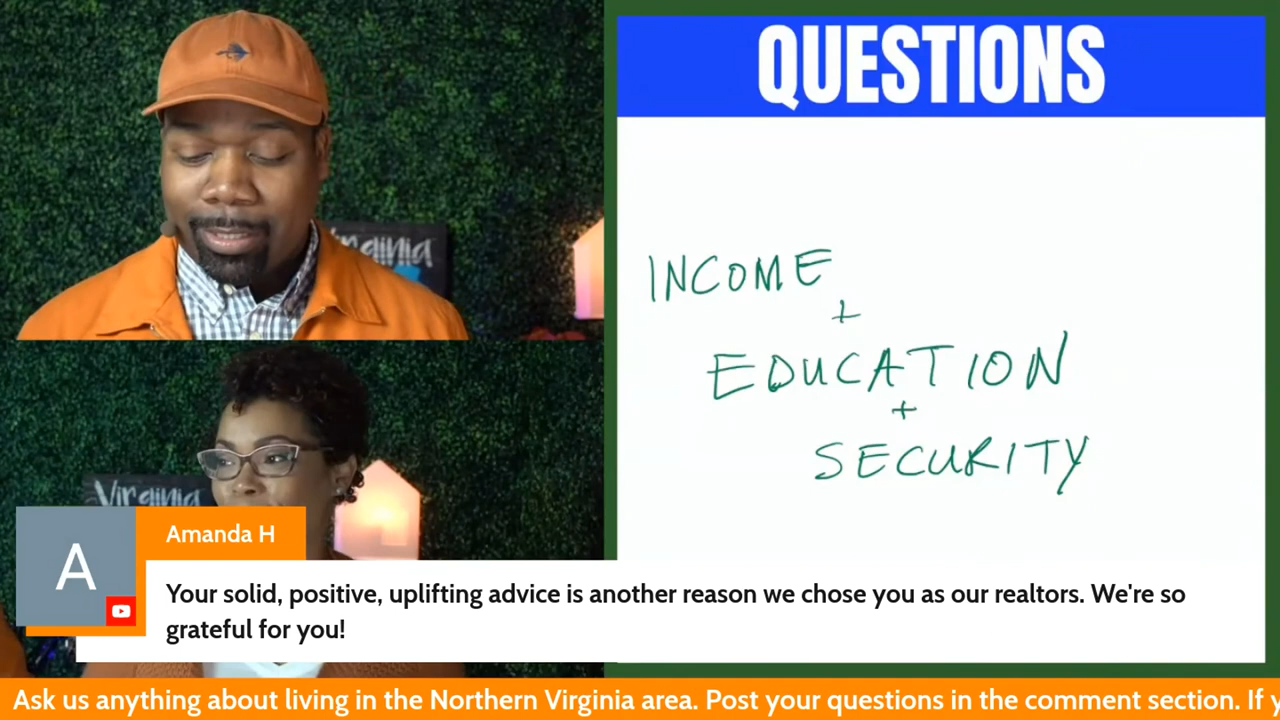 QUESTIONS
INCOME
+
EDUCATION
+
SECURITY
Virginia
Virginia
A
Amanda H
Your solid, positive, uplifting advice is another reason we chose you as our realtors. We're so
grateful for you!
Ask us anything about living in the Northern Virginia area. Post your questions in the comment section. If